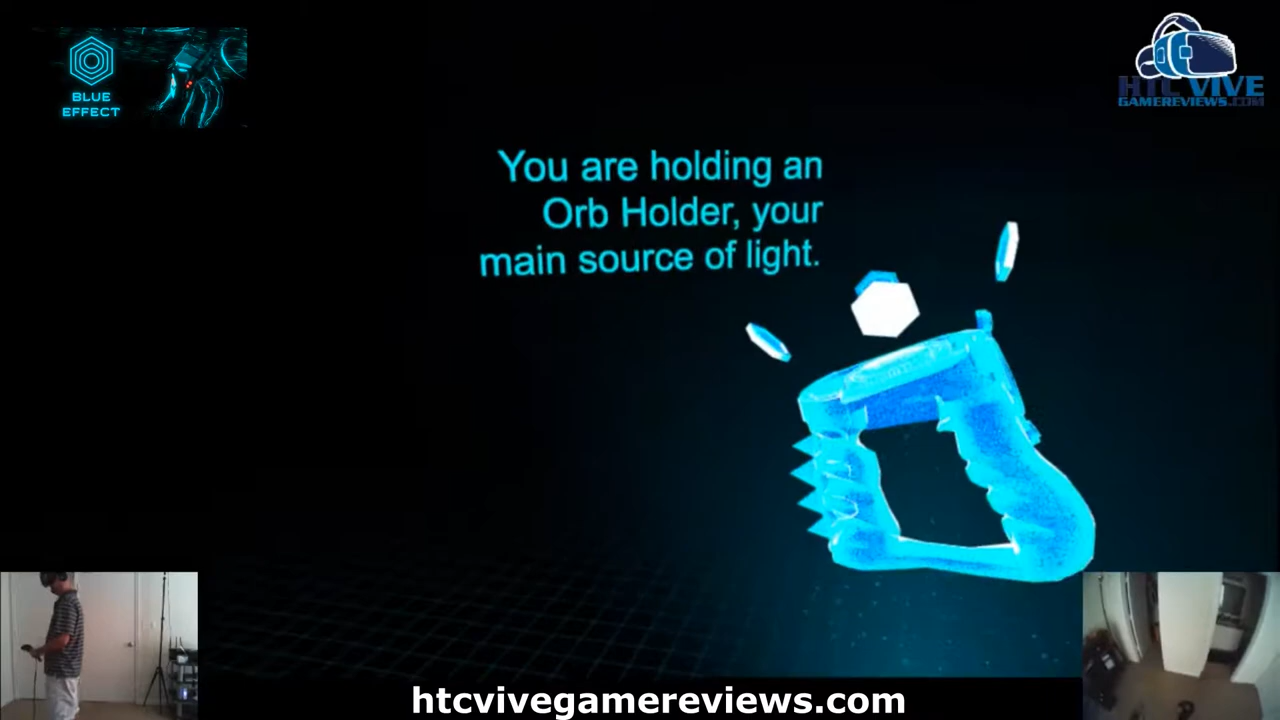 BLUE
EFFECT
HTC VIVE
GAMEREVIEWS.COM
You are holding an
Orb Holder, your
main source of light.
htcvivegamereviews.com